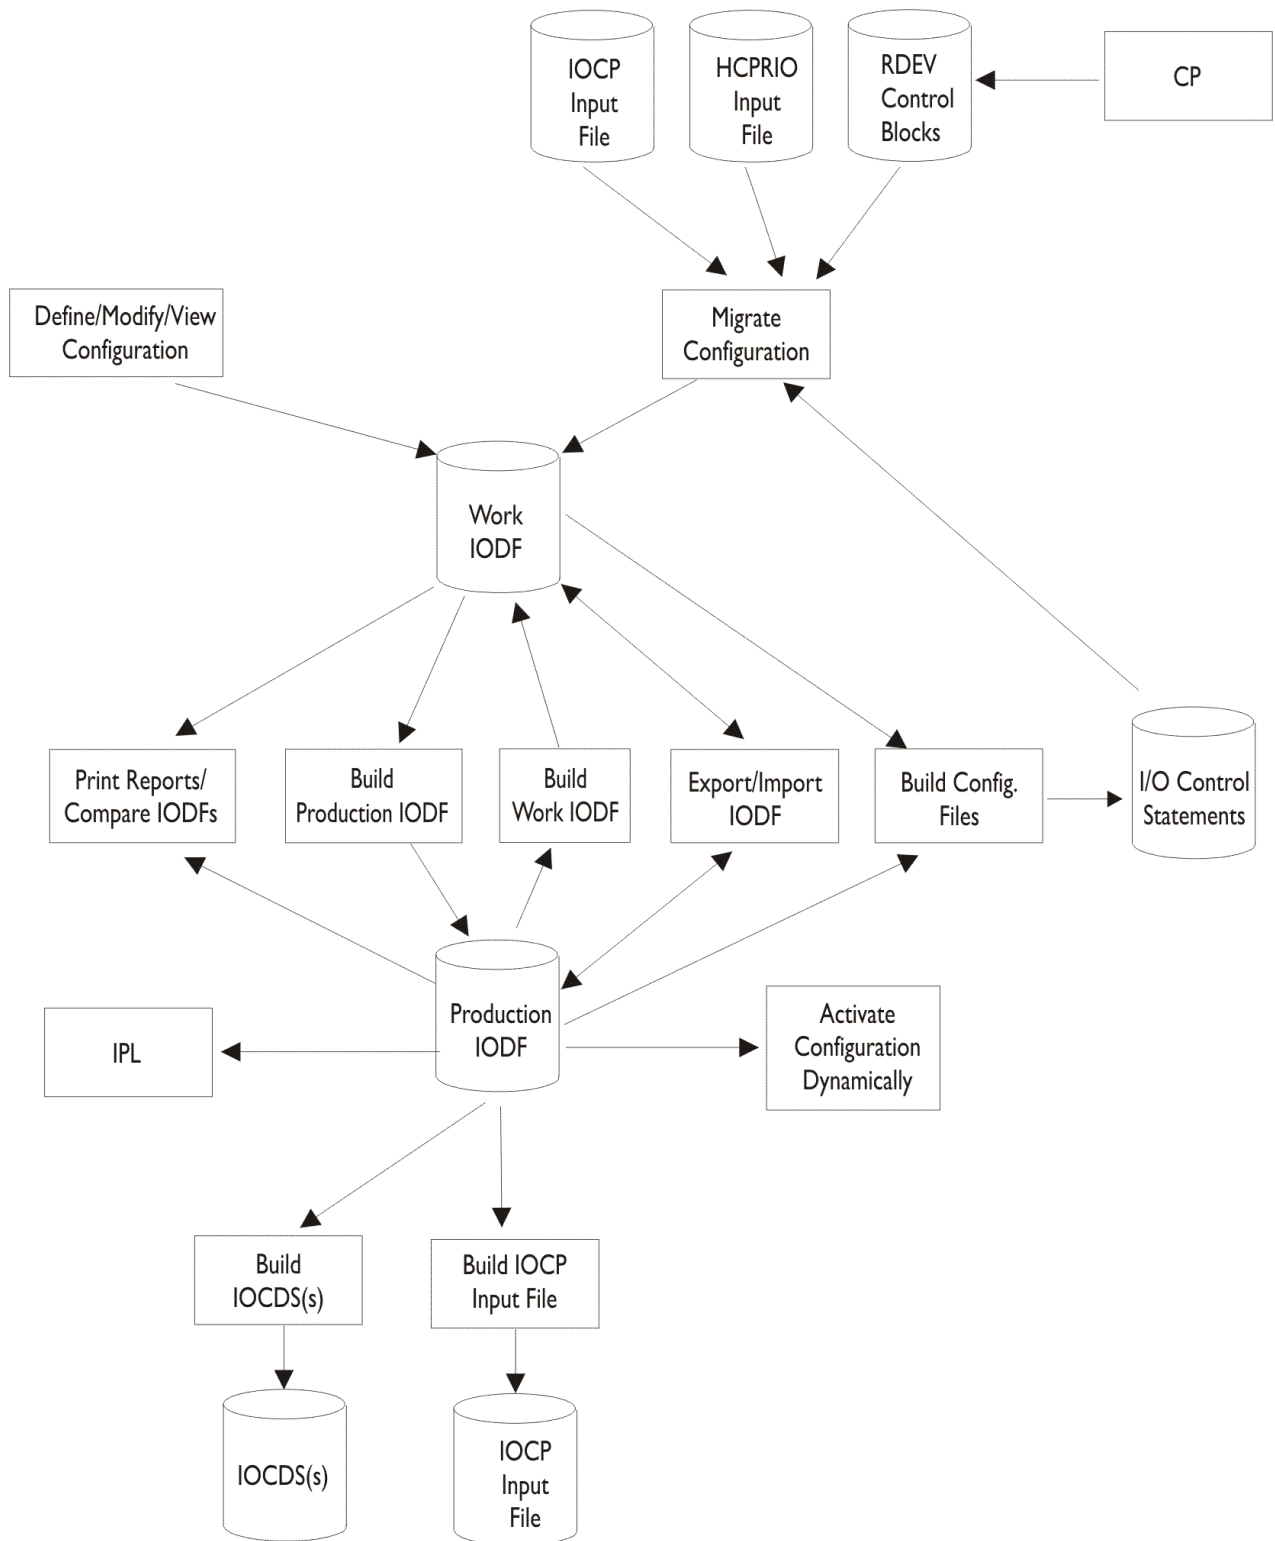 IOCP
Input
File
HCPRIO
Input
File
RDEV
Control
Blocks
CP
Define/Modify/View
Configuration
Migrate
Configuration
Work
IODF
Print Reports/
Compare IODFs
Build
Production IODF
Build
Work IODF
Export/Import
IODF
Build Config.
Files
I/O Control
Statements
IPL
Production
IODF
Activate
Configuration
Dynamically
Build
IOCDS(s)
Build IOCP
Input File
IOCDS(s)
IOCP
Input
File